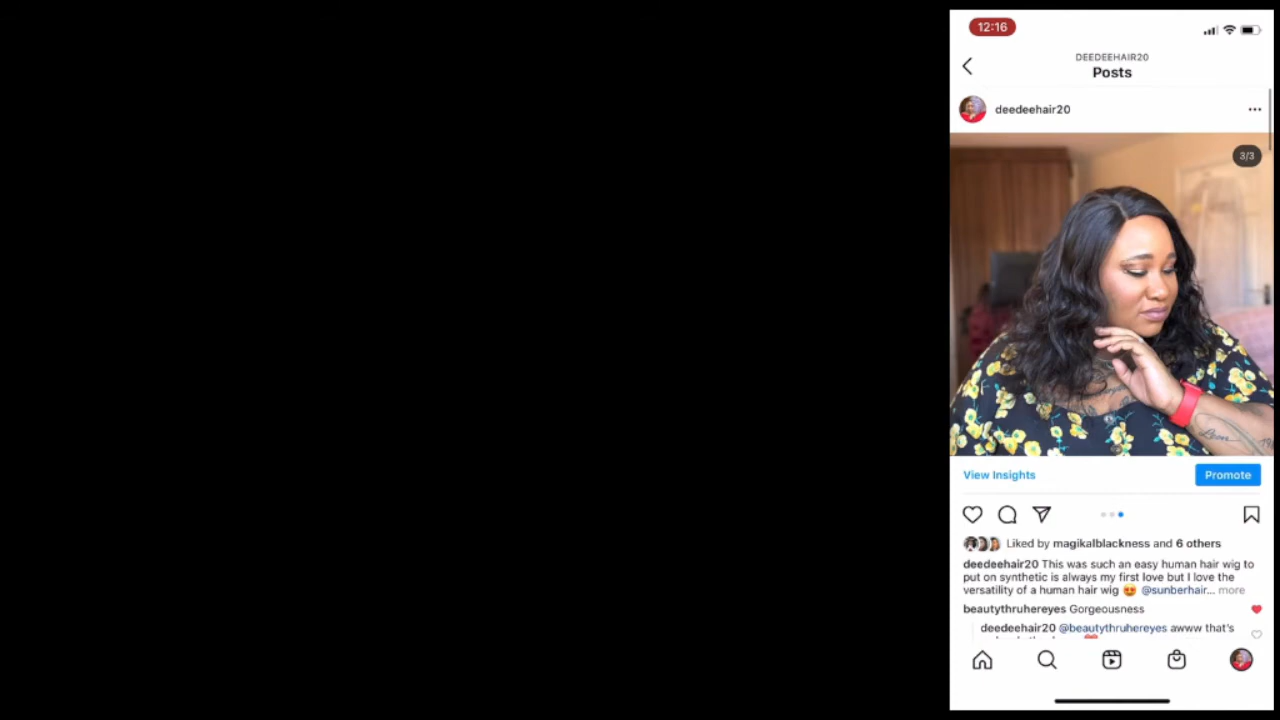 12:16
DEEDEEHAIR20
Posts
deedeehair20
3/3
View Insights
Promote
Liked by magikalblackness and 6 others
deedeehair20 This was such an easy human hair wig to
put on synthetic is always my first love but I love the
versatility of a human hair wig 😍 @sunberhair... more
beautythruhereyes Gorgeousness
deedeehair20 @beautythruhereyes awww that's